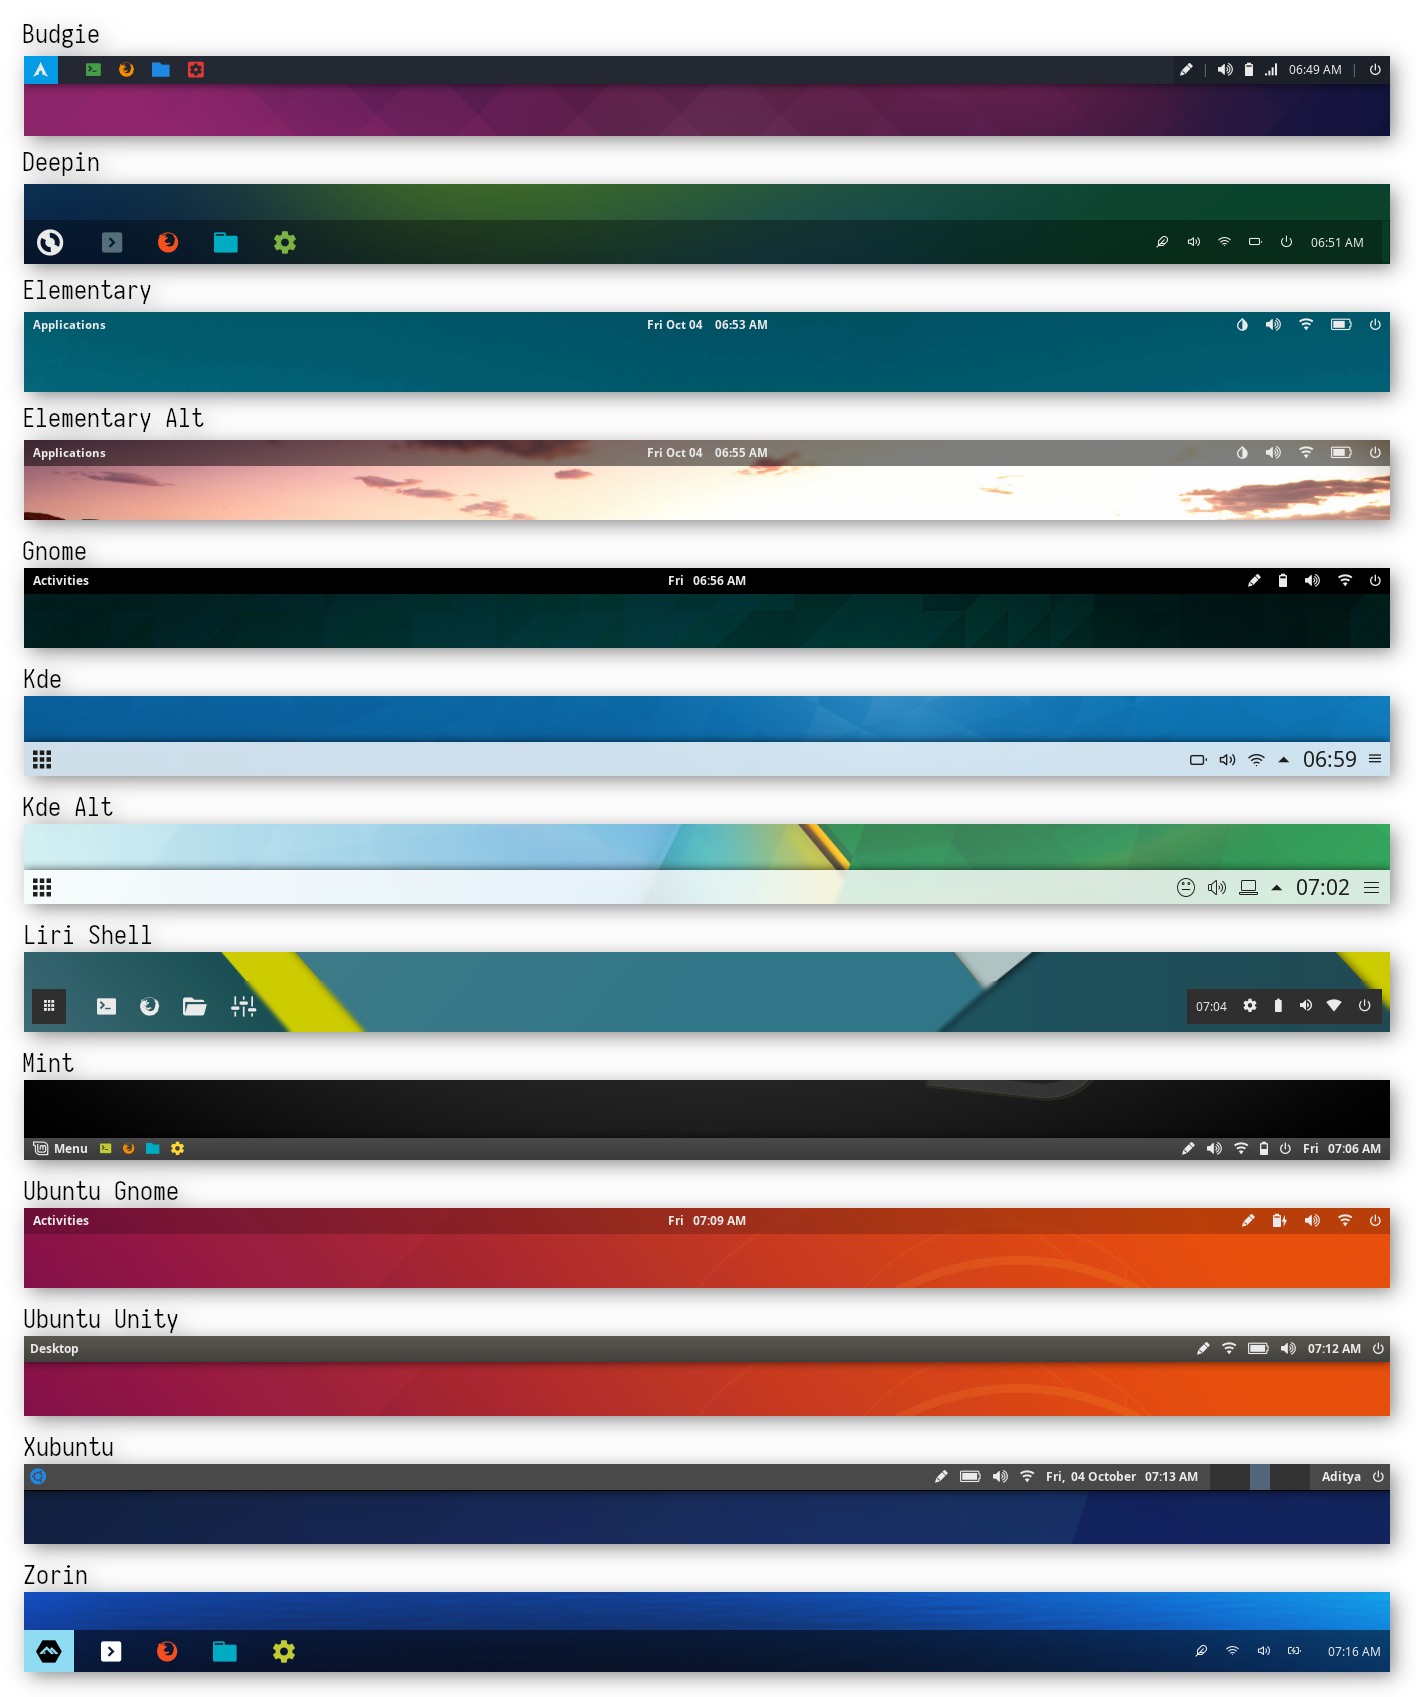 Budgie
06:49 AM
Deepin
06:51 AM
Elementary
Applications Fri Oct 04 06:53 AM
Elementary Alt
Applications Fri Oct 04 06:55 AM
Gnome
Activities Fri 06:56 AM
Kde
06:59
Kde Alt
07:02
Liri Shell
07:04
Mint
Menu Fri 07:06 AM
Ubuntu Gnome
Activities Fri 07:09 AM
Ubuntu Unity
Desktop 07:12 AM
Xubuntu
Fri, 04 October 07:13 AM Aditya
Zorin
07:16 AM